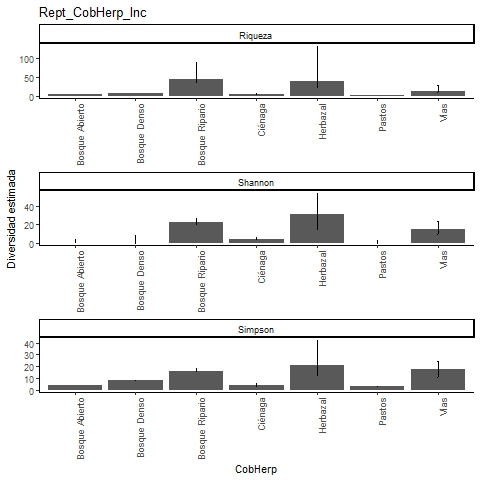 Rept_CobHerp_Inc
Riqueza
100
50
0
Bosque Abierto
Bosque Denso
Bosque Ripario
Ciénaga
Herbazal
Pastos
Vías
Shannon
40
20
0
Bosque Abierto
Bosque Denso
Bosque Ripario
Ciénaga
Herbazal
Pastos
Vías
Simpson
40
30
20
10
0
Bosque Abierto
Bosque Denso
Bosque Ripario
Ciénaga
Herbazal
Pastos
Vías
Diversidad estimada
CobHerp